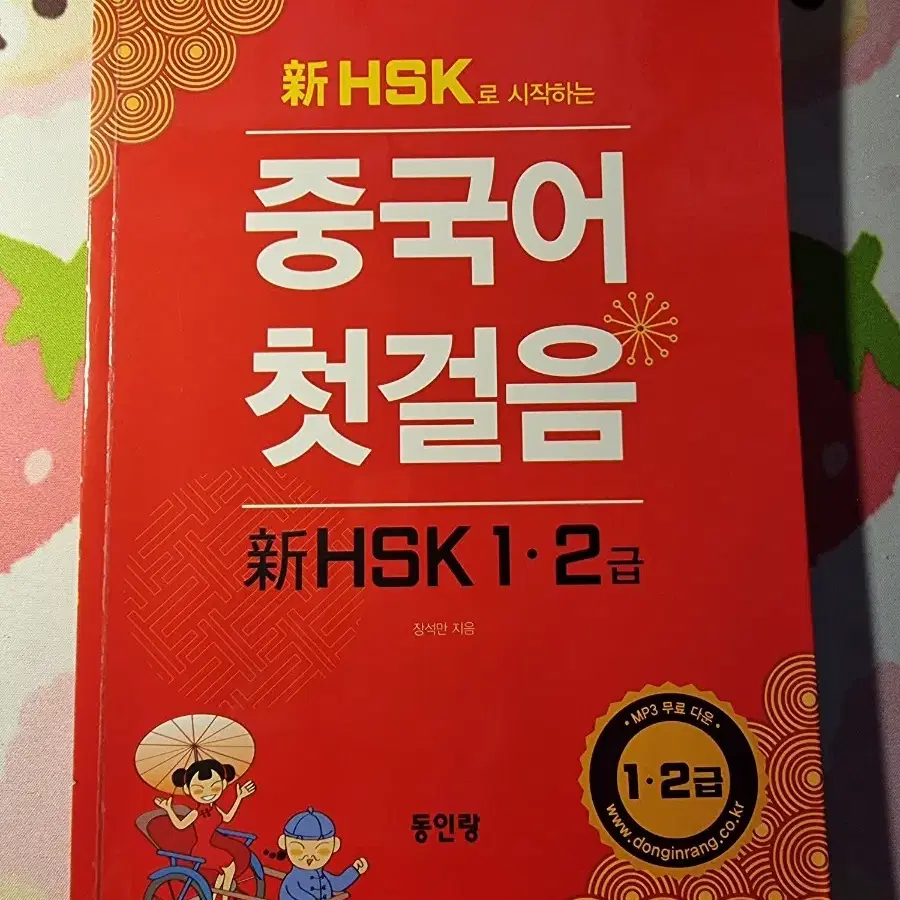 新HSK로 시작하는
중국어
첫걸음
新HSK 1·2급
장석만 지음
• MP3 무료 다운 •
1·2급
www.donginrang.co.kr
동인랑